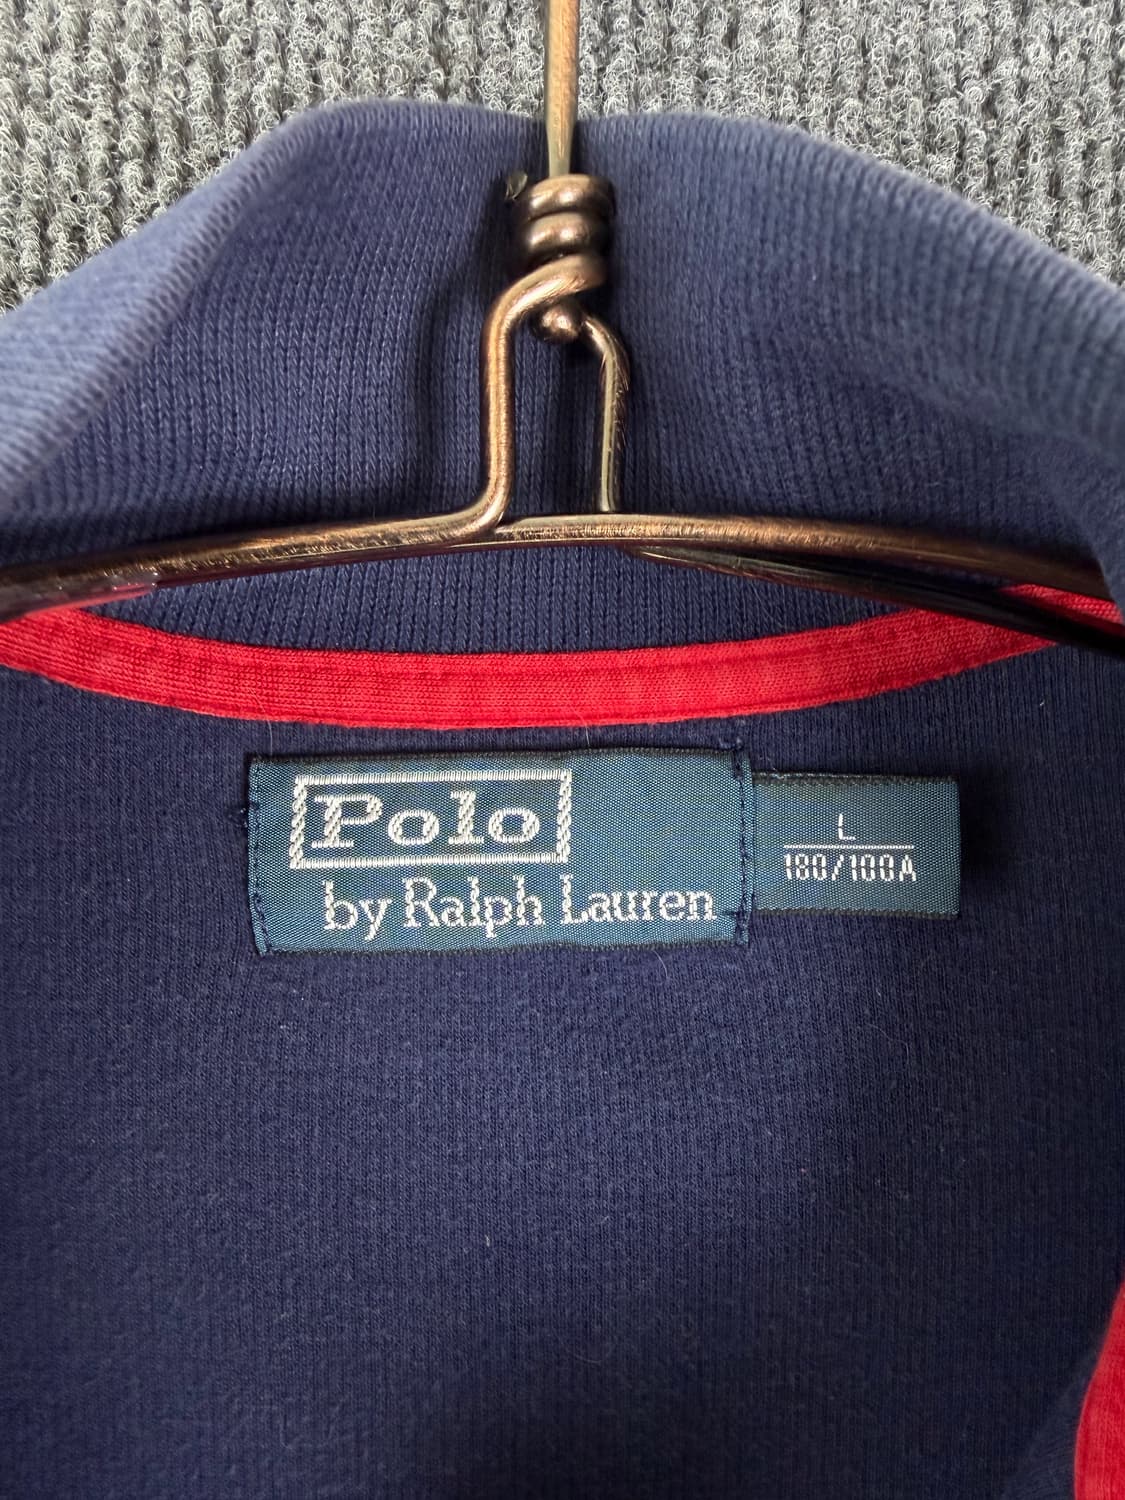 Polo
by Ralph Lauren
L
180/100A